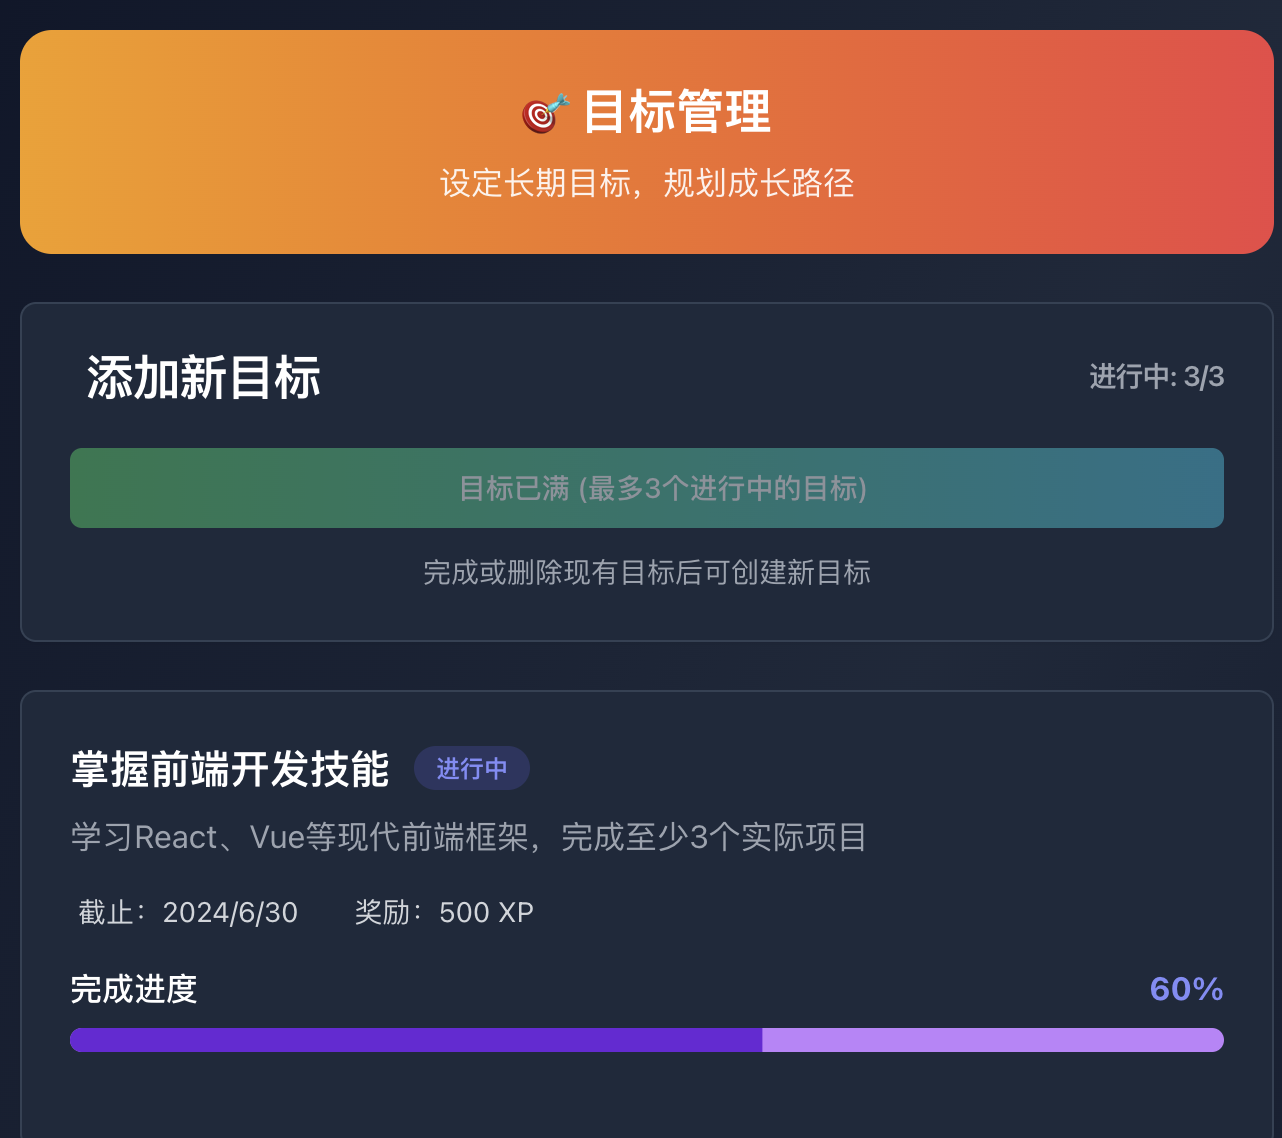 🎯 目标管理
设定长期目标，规划成长路径
添加新目标
进行中: 3/3
目标已满 (最多3个进行中的目标)
完成或删除现有目标后可创建新目标
掌握前端开发技能 进行中
学习React、Vue等现代前端框架，完成至少3个实际项目
截止：2024/6/30 奖励：500 XP
完成进度 60%